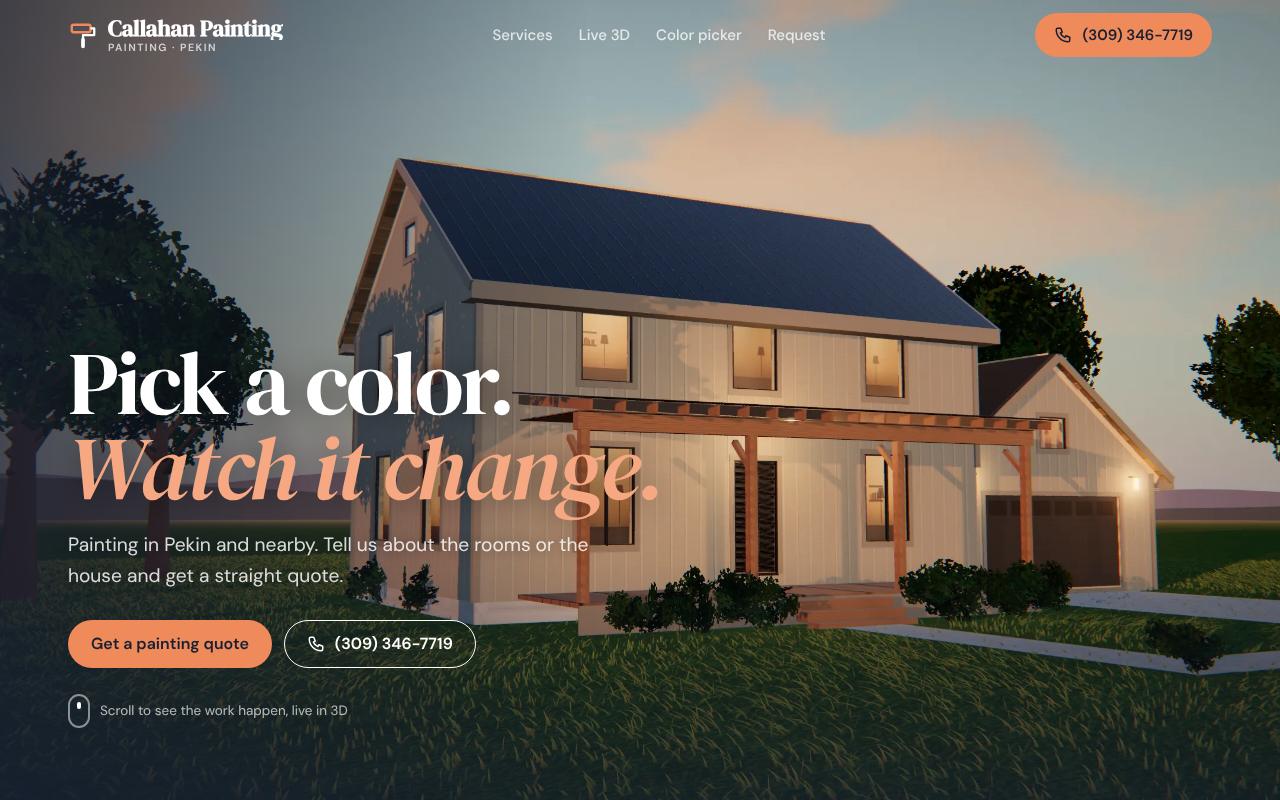 Callahan Painting
PAINTING · PEKIN
Services
Live 3D
Color picker
Request
(309) 346-7719
Pick a color.
Watch it change.
Painting in Pekin and nearby. Tell us about the rooms or the
house and get a straight quote.
Get a painting quote
(309) 346-7719
Scroll to see the work happen, live in 3D